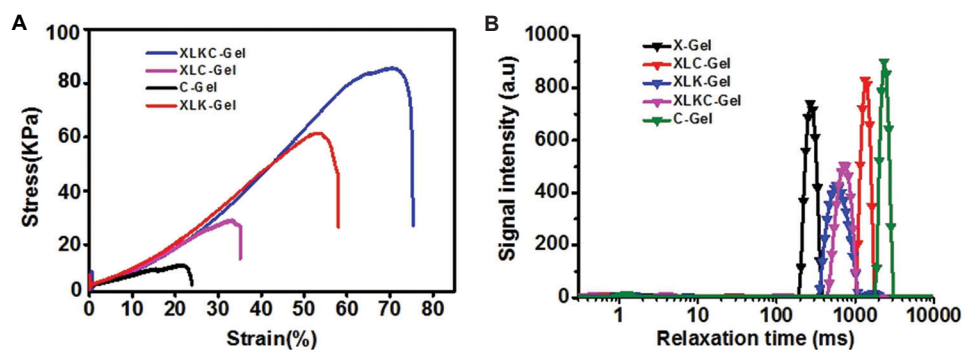 A
Stress(KPa)
100
80
60
40
20
0
XLKC-Gel
XLC-Gel
C-Gel
XLK-Gel
0 10 20 30 40 50 60 70 80
Strain(%)
B
Signal intensity (a.u)
1000
800
600
400
200
0
X-Gel
XLC-Gel
XLK-Gel
XLKC-Gel
C-Gel
1 10 100 1000 10000
Relaxation time (ms)